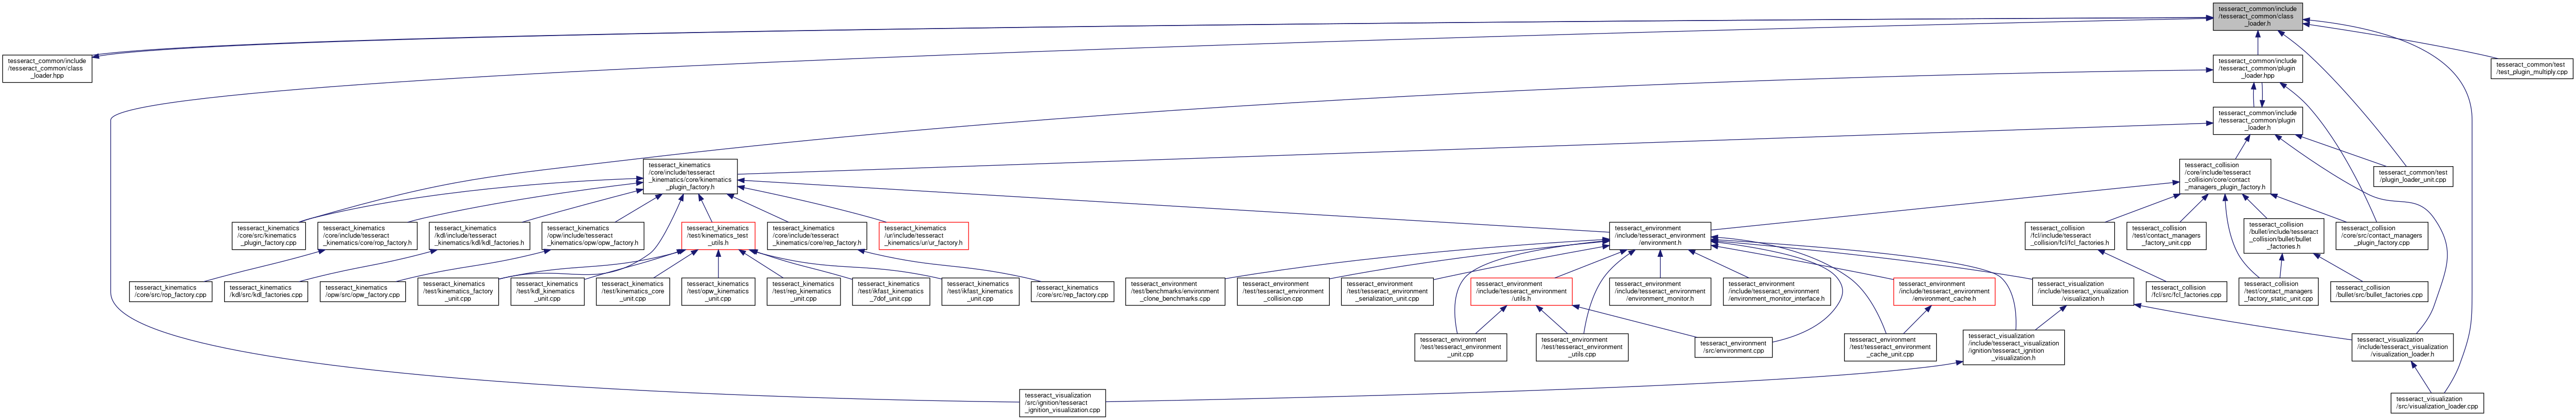 tesseract_common/include
/tesseract_common/class
_loader.h
tesseract_common/include
/tesseract_common/class
_loader.hpp
tesseract_common/include
/tesseract_common/plugin
_loader.hpp
tesseract_common/test
/test_plugin_multiply.cpp
tesseract_common/include
/tesseract_common/plugin
_loader.h
tesseract_kinematics
/core/include/tesseract
_kinematics/core/kinematics
_plugin_factory.h
tesseract_collision
/core/include/tesseract
_collision/core/contact
_managers_plugin_factory.h
tesseract_common/test
/plugin_loader_unit.cpp
tesseract_kinematics
/core/src/kinematics
_plugin_factory.cpp
tesseract_kinematics
/core/include/tesseract
_kinematics/core/rop_factory.h
tesseract_kinematics
/kdl/include/tesseract
_kinematics/kdl/kdl_factories.h
tesseract_kinematics
/opw/include/tesseract
_kinematics/opw/opw_factory.h
tesseract_kinematics
/test/kinematics_test
_utils.h
tesseract_kinematics
/core/include/tesseract
_kinematics/core/rep_factory.h
tesseract_kinematics
/ur/include/tesseract
_kinematics/ur/ur_factory.h
tesseract_environment
/include/tesseract_environment
/environment.h
tesseract_collision
/fcl/include/tesseract
_collision/fcl/fcl_factories.h
tesseract_collision
/test/contact_managers
_factory_unit.cpp
tesseract_collision
/bullet/include/tesseract
_collision/bullet/bullet
_factories.h
tesseract_collision
/core/src/contact_managers
_plugin_factory.cpp
tesseract_kinematics
/core/src/rop_factory.cpp
tesseract_kinematics
/kdl/src/kdl_factories.cpp
tesseract_kinematics
/opw/src/opw_factory.cpp
tesseract_kinematics
/test/kinematics_factory
_unit.cpp
tesseract_kinematics
/test/kdl_kinematics
_unit.cpp
tesseract_kinematics
/test/kinematics_core
_unit.cpp
tesseract_kinematics
/test/opw_kinematics
_unit.cpp
tesseract_kinematics
/test/rep_kinematics
_unit.cpp
tesseract_kinematics
/test/ikfast_kinematics
_7dof_unit.cpp
tesseract_kinematics
/test/ikfast_kinematics
_unit.cpp
tesseract_kinematics
/core/src/rep_factory.cpp
tesseract_environment
/test/benchmarks/environment
_clone_benchmarks.cpp
tesseract_environment
/test/tesseract_environment
_collision.cpp
tesseract_environment
/test/tesseract_environment
_serialization_unit.cpp
tesseract_environment
/include/tesseract_environment
/utils.h
tesseract_environment
/include/tesseract_environment
/environment_monitor.h
tesseract_environment
/include/tesseract_environment
/environment_monitor_interface.h
tesseract_environment
/include/tesseract_environment
/environment_cache.h
tesseract_visualization
/include/tesseract_visualization
/visualization.h
tesseract_collision
/fcl/src/fcl_factories.cpp
tesseract_collision
/test/contact_managers
_factory_static_unit.cpp
tesseract_collision
/bullet/src/bullet_factories.cpp
tesseract_environment
/test/tesseract_environment
_unit.cpp
tesseract_environment
/test/tesseract_environment
_utils.cpp
tesseract_environment
/src/environment.cpp
tesseract_environment
/test/tesseract_environment
_cache_unit.cpp
tesseract_visualization
/include/tesseract_visualization
/ignition/tesseract_ignition
_visualization.h
tesseract_visualization
/include/tesseract_visualization
/visualization_loader.h
tesseract_visualization
/src/ignition/tesseract
_ignition_visualization.cpp
tesseract_visualization
/src/visualization_loader.cpp